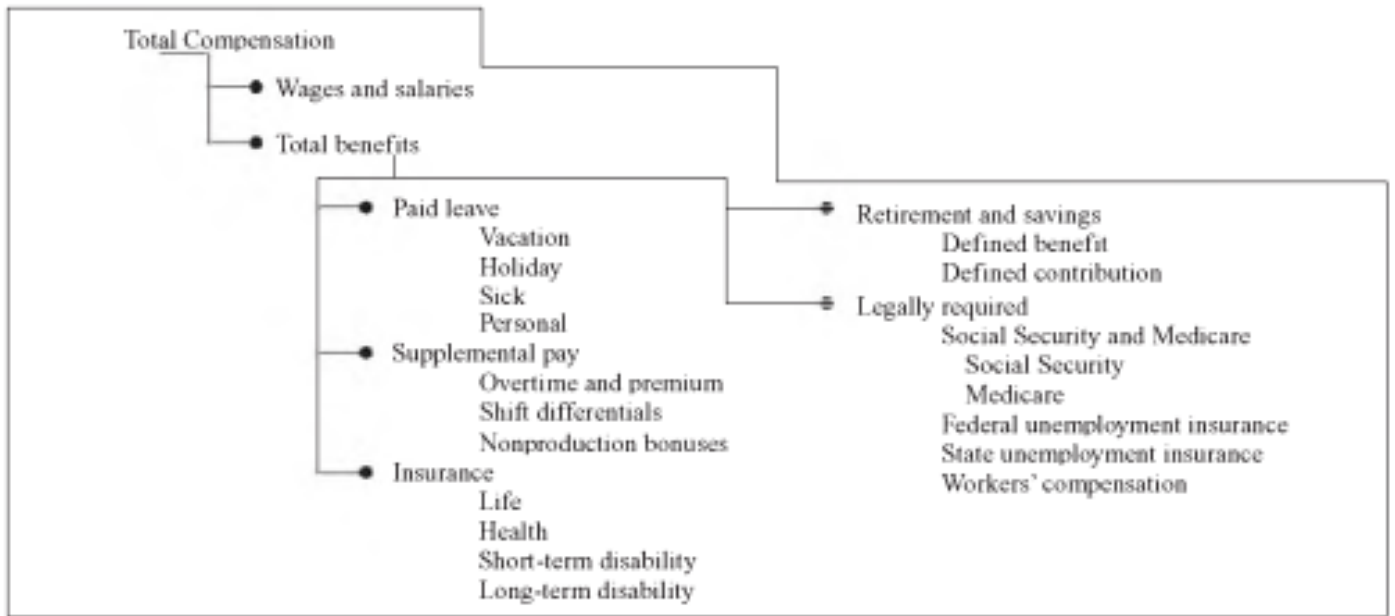 Total Compensation
Wages and salaries
Total benefits
Paid leave
Vacation
Holiday
Sick
Personal
Supplemental pay
Overtime and premium
Shift differentials
Nonproduction bonuses
Insurance
Life
Health
Short-term disability
Long-term disability
Retirement and savings
Defined benefit
Defined contribution
Legally required
Social Security and Medicare
Social Security
Medicare
Federal unemployment insurance
State unemployment insurance
Workers’ compensation